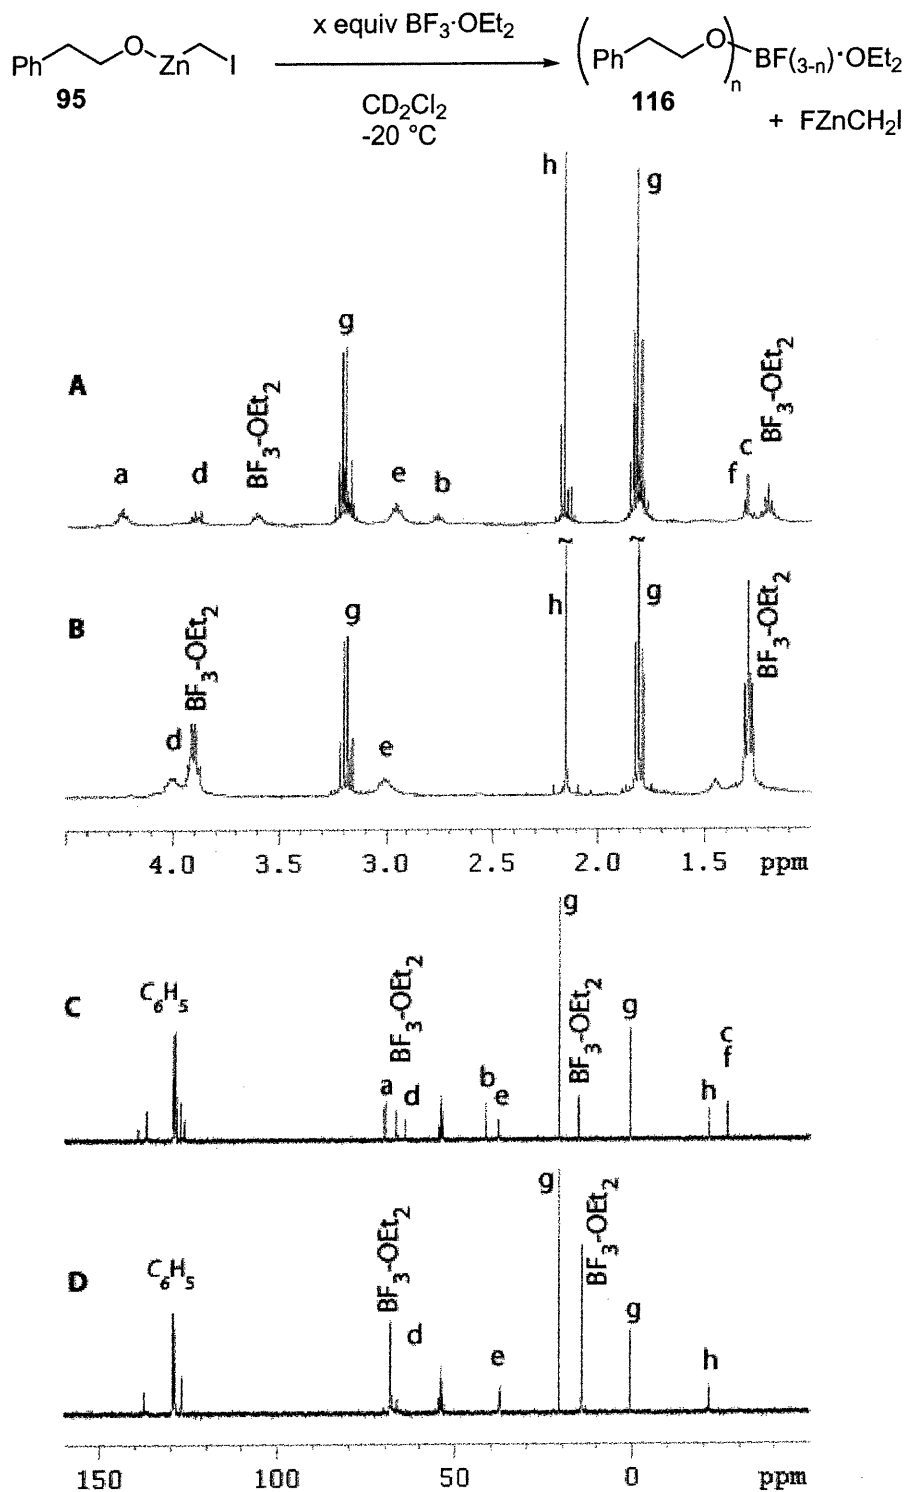 x equiv BF₃·OEt₂
Ph O Zn I
95
CD₂Cl₂
-20 °C
( Ph O )n BF(3-n)·OEt₂
116
+ FZnCH₂I
A
a
d
BF₃-OEt₂
g
e
b
h
g
f
c
BF₃-OEt₂
B
d
BF₃-OEt₂
g
e
h
~
~
g
BF₃-OEt₂
4.0 3.5 3.0 2.5 2.0 1.5 ppm
C
C₆H₅
a
BF₃-OEt₂
d
b
e
g
BF₃-OEt₂
g
h
c
f
D
C₆H₅
BF₃-OEt₂
d
e
g
BF₃-OEt₂
g
h
150 100 50 0 ppm